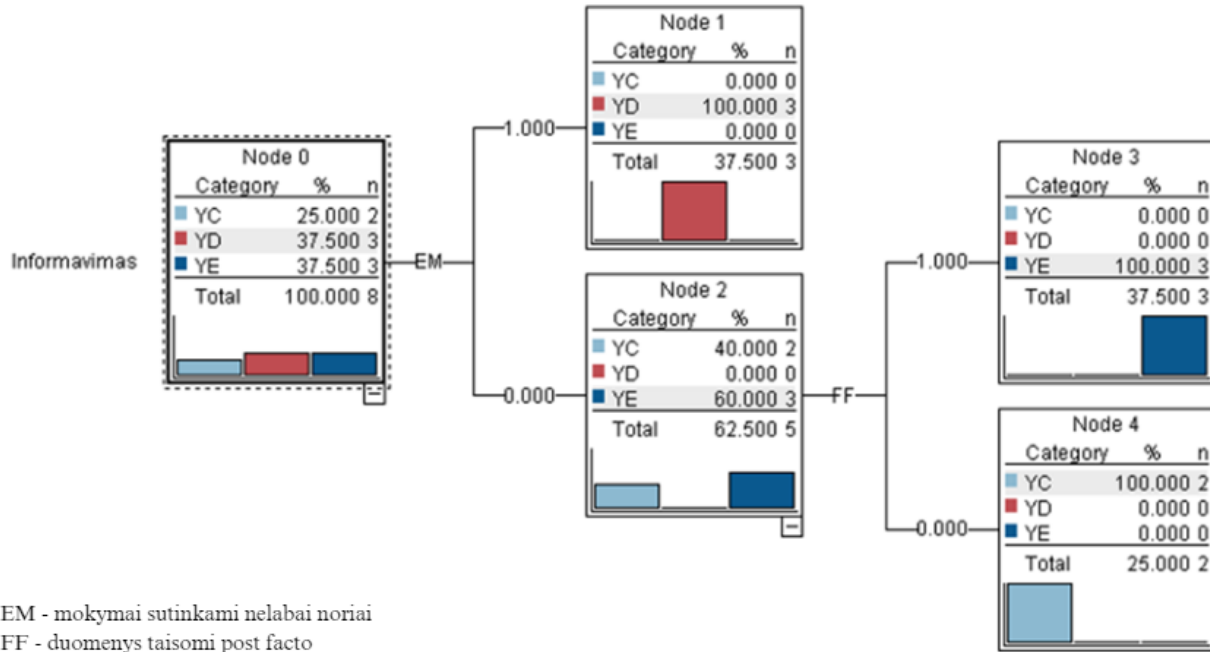 Informavimas
Node 0
Category % n
YC 25.000 2
YD 37.500 3
YE 37.500 3
Total 100.000 8
EM
1.000
Node 1
Category % n
YC 0.000 0
YD 100.000 3
YE 0.000 0
Total 37.500 3
0.000
Node 2
Category % n
YC 40.000 2
YD 0.000 0
YE 60.000 3
Total 62.500 5
FF
1.000
Node 3
Category % n
YC 0.000 0
YD 0.000 0
YE 100.000 3
Total 37.500 3
0.000
Node 4
Category % n
YC 100.000 2
YD 0.000 0
YE 0.000 0
Total 25.000 2
EM - mokymai sutinkami nelabai noriai
FF - duomenys taisomi post facto